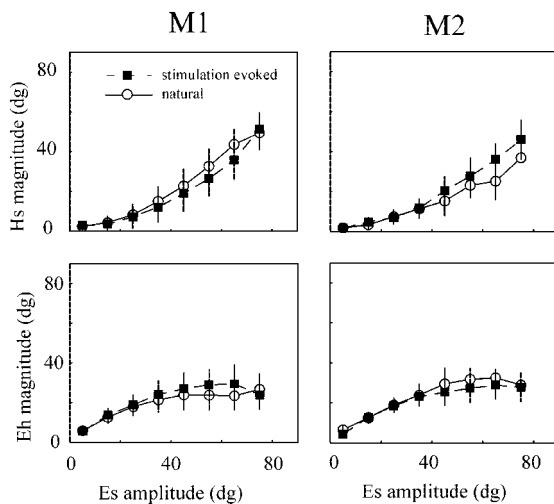 M1 M2
80
stimulation evoked
natural
40
0
Hs magnitude (dg)
80
40
0
Eh magnitude (dg)
0 40 80 0 40 80
Es amplitude (dg) Es amplitude (dg)